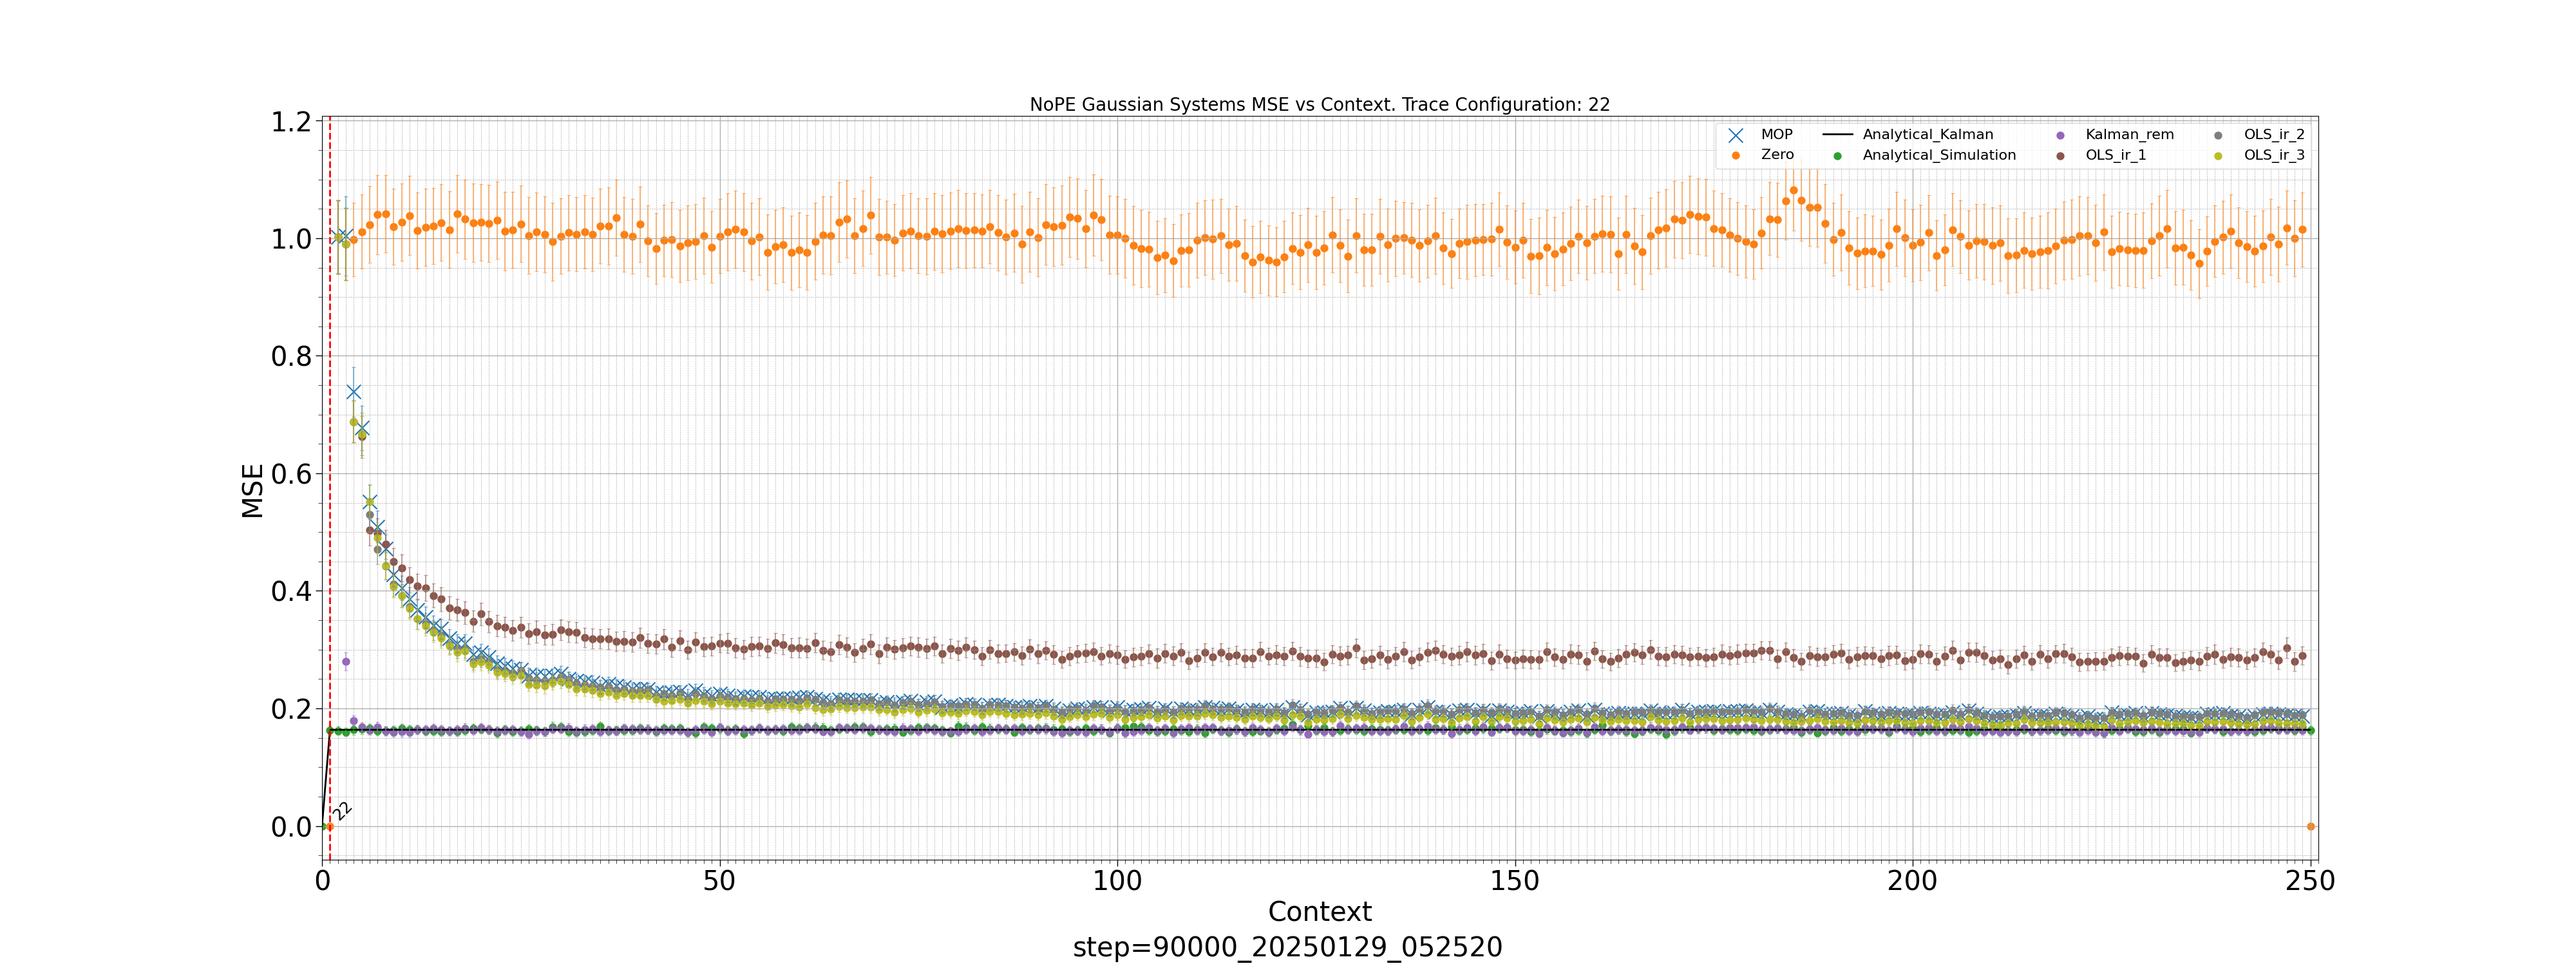 NoPE Gaussian Systems MSE vs Context. Trace Configuration: 22
MOP
Zero
Analytical_Kalman
Analytical_Simulation
Kalman_rem
OLS_ir_1
OLS_ir_2
OLS_ir_3
MSE
1.2
1.0
0.8
0.6
0.4
0.2
0.0
22
0 50 100 150 200 250
Context
step=90000_20250129_052520